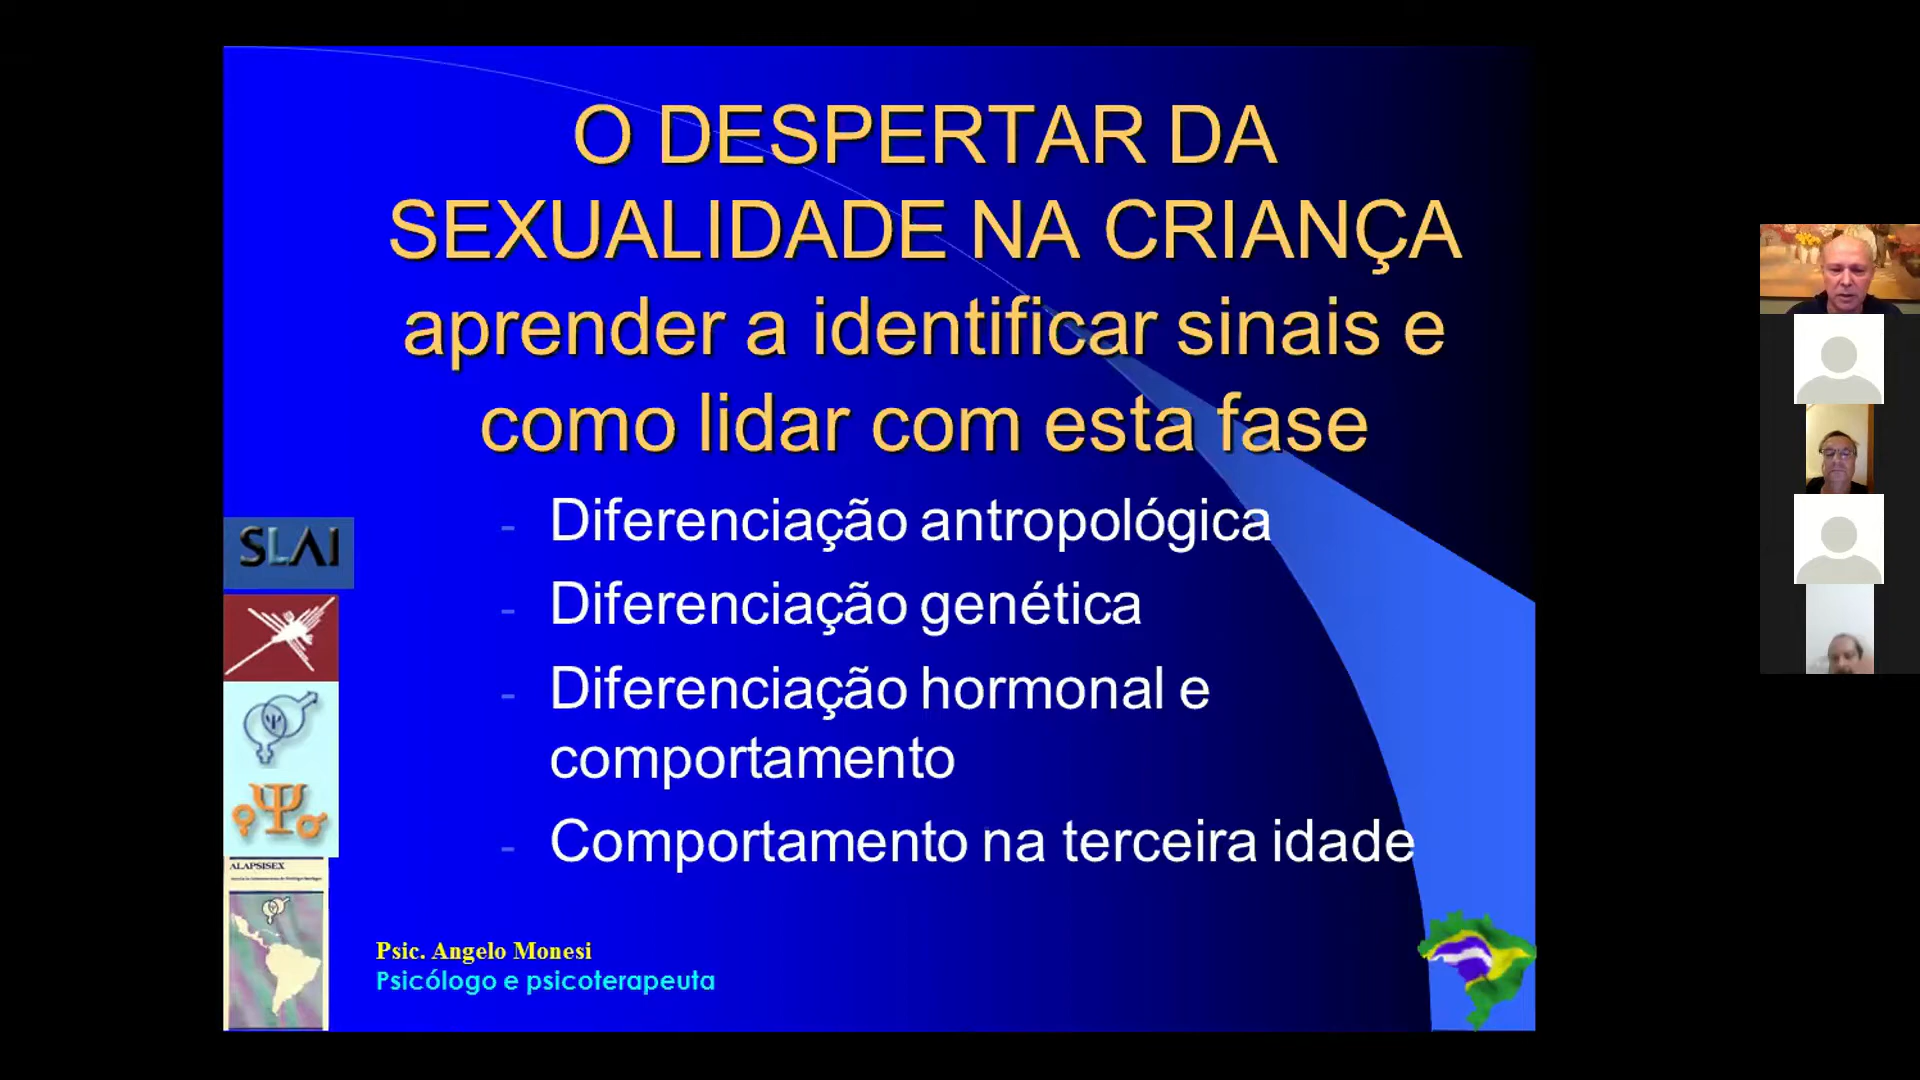 O DESPERTAR DA
SEXUALIDADE NA CRIANÇA
aprender a identificar sinais e
como lidar com esta fase
- Diferenciação antropológica
- Diferenciação genética
- Diferenciação hormonal e
comportamento
- Comportamento na terceira idade
SLAI
Ψ
Ψ
ALAPSISEX
Psic. Angelo Monesi
Psicólogo e psicoterapeuta